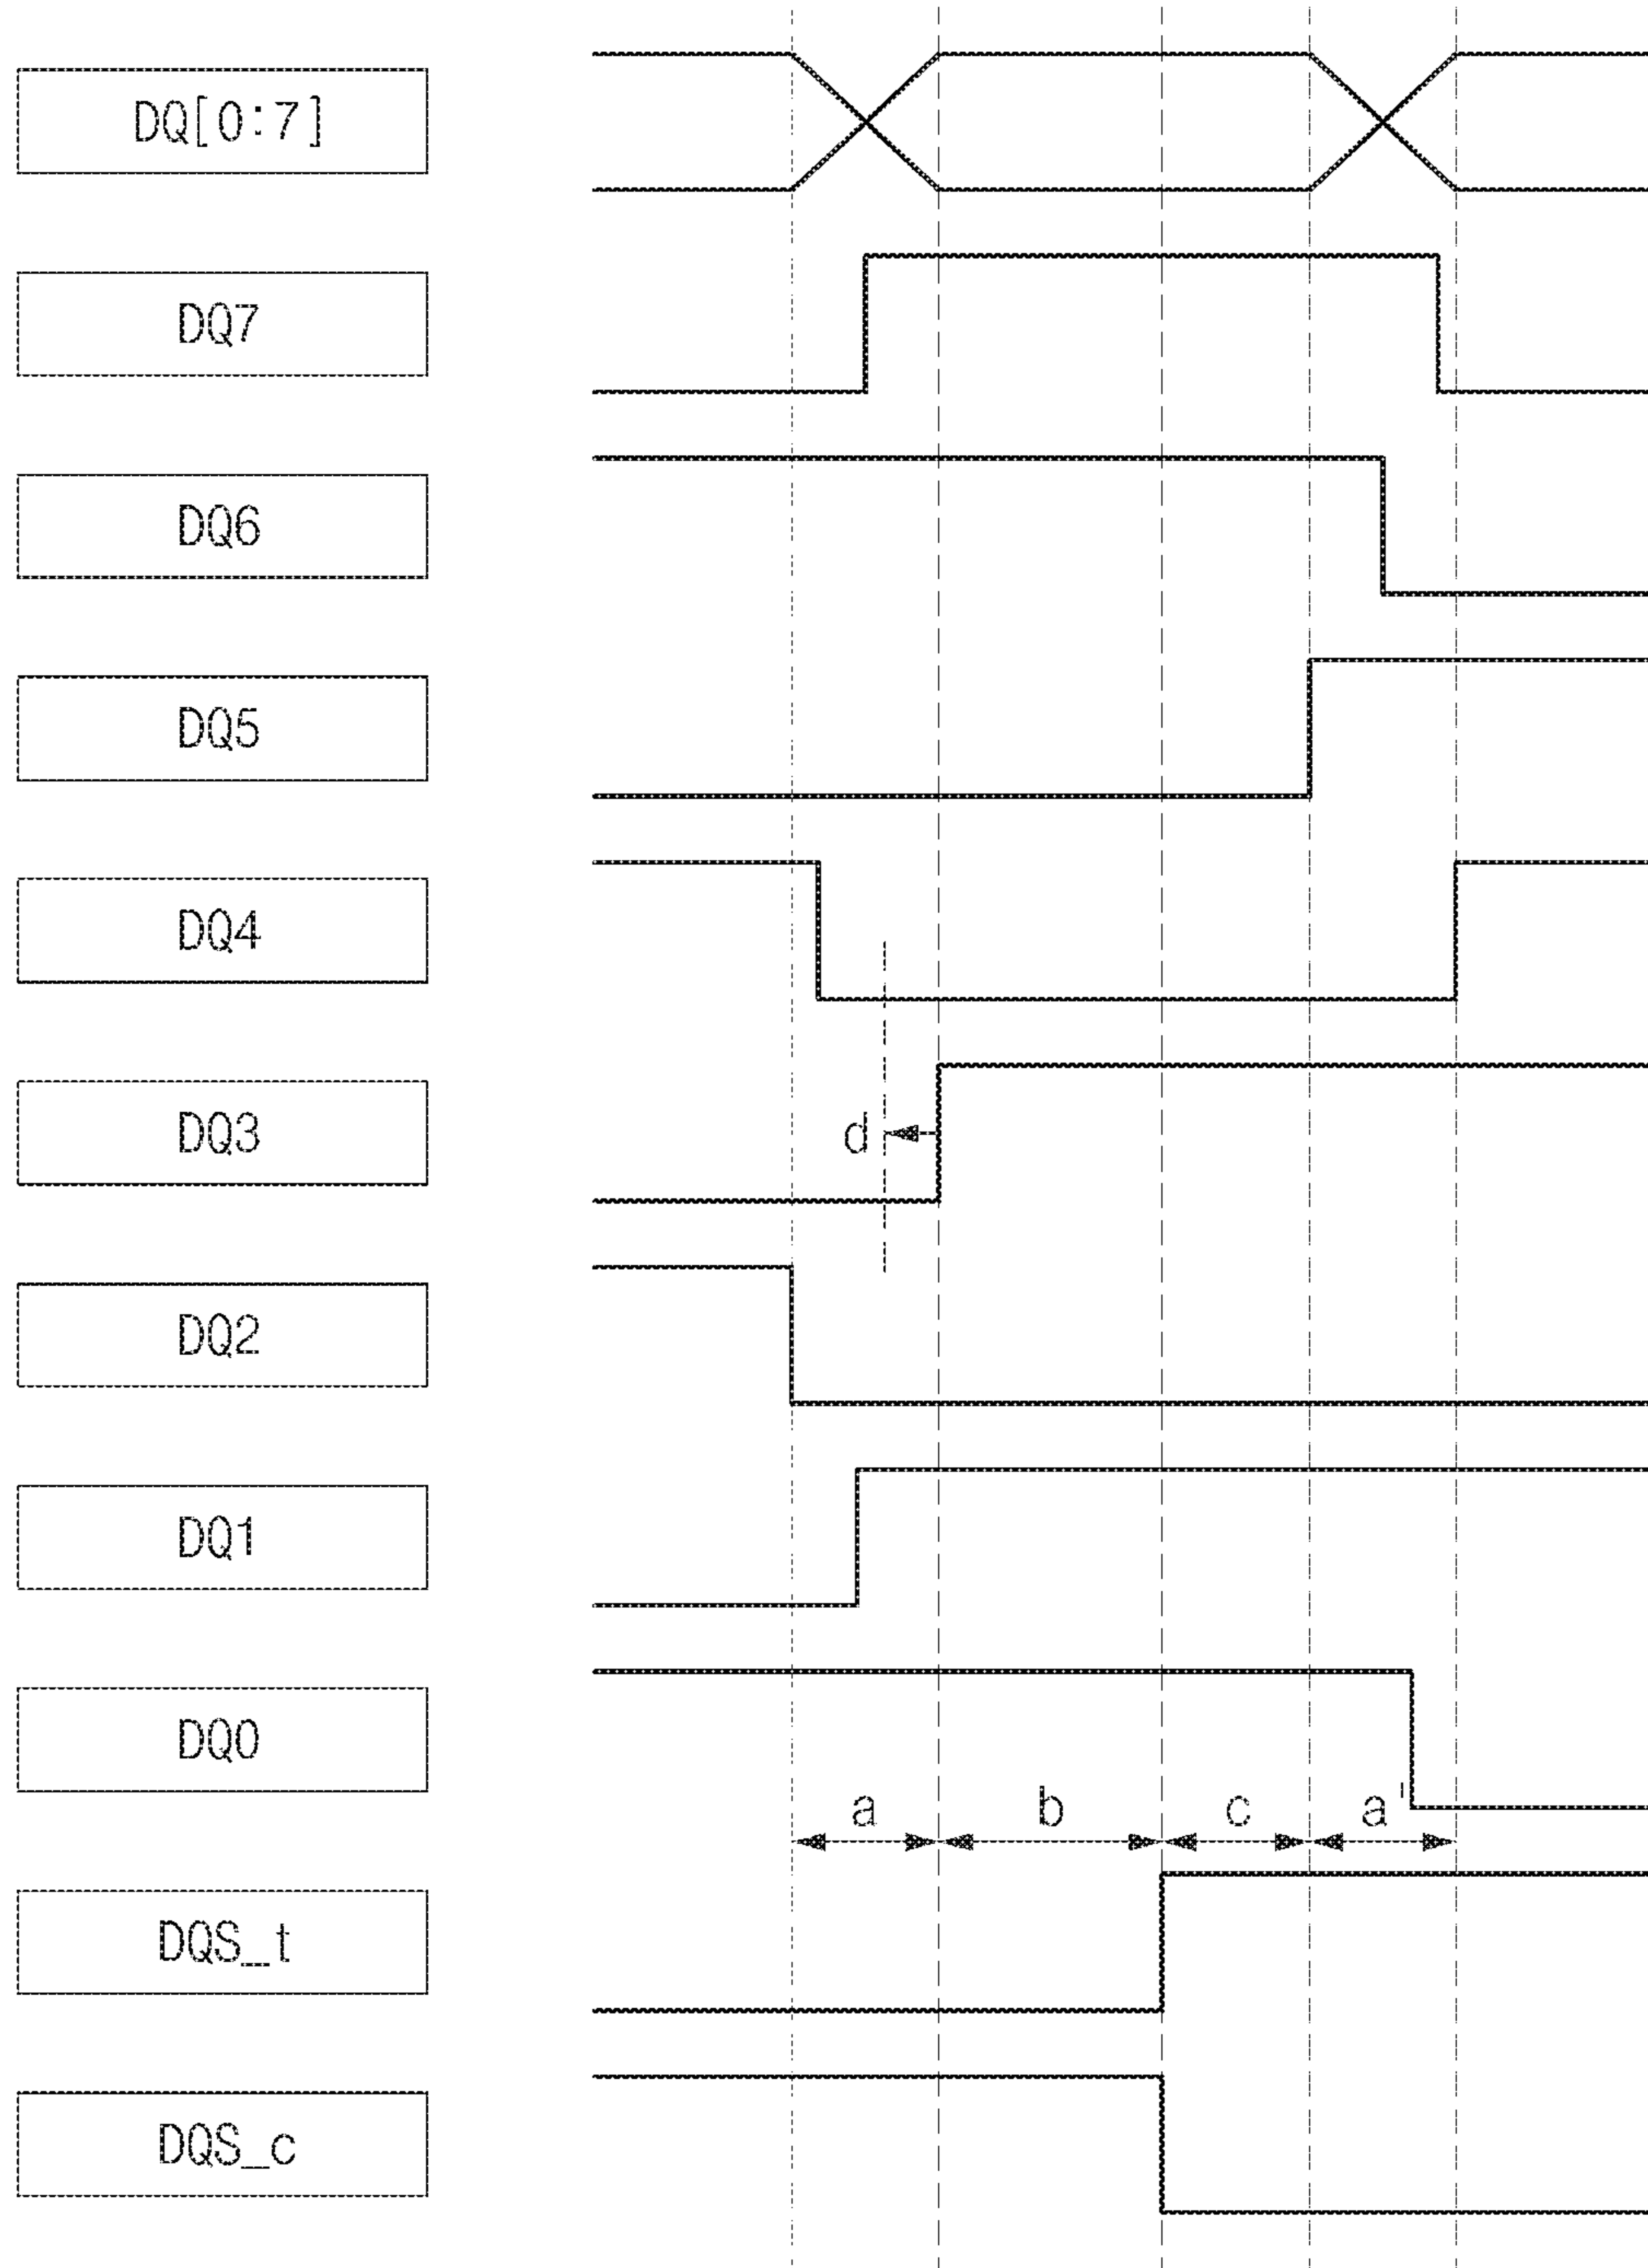 DQ[0:7]
DQ7
DQ6
DQ5
DQ4
DQ3
d
DQ2
DQ1
DQ0
a b c a'
DQS_t
DQS_c